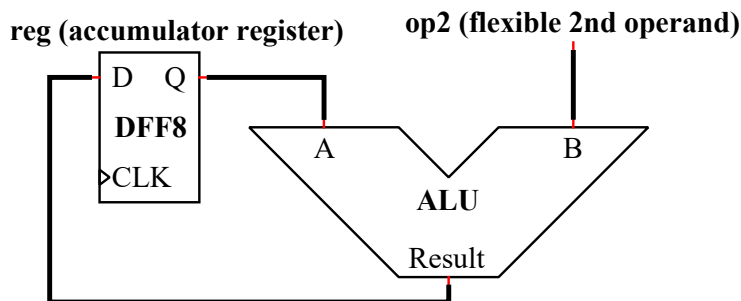 reg (accumulator register)
op2 (flexible 2nd operand)
D Q
DFF8
CLK
A
B
ALU
Result